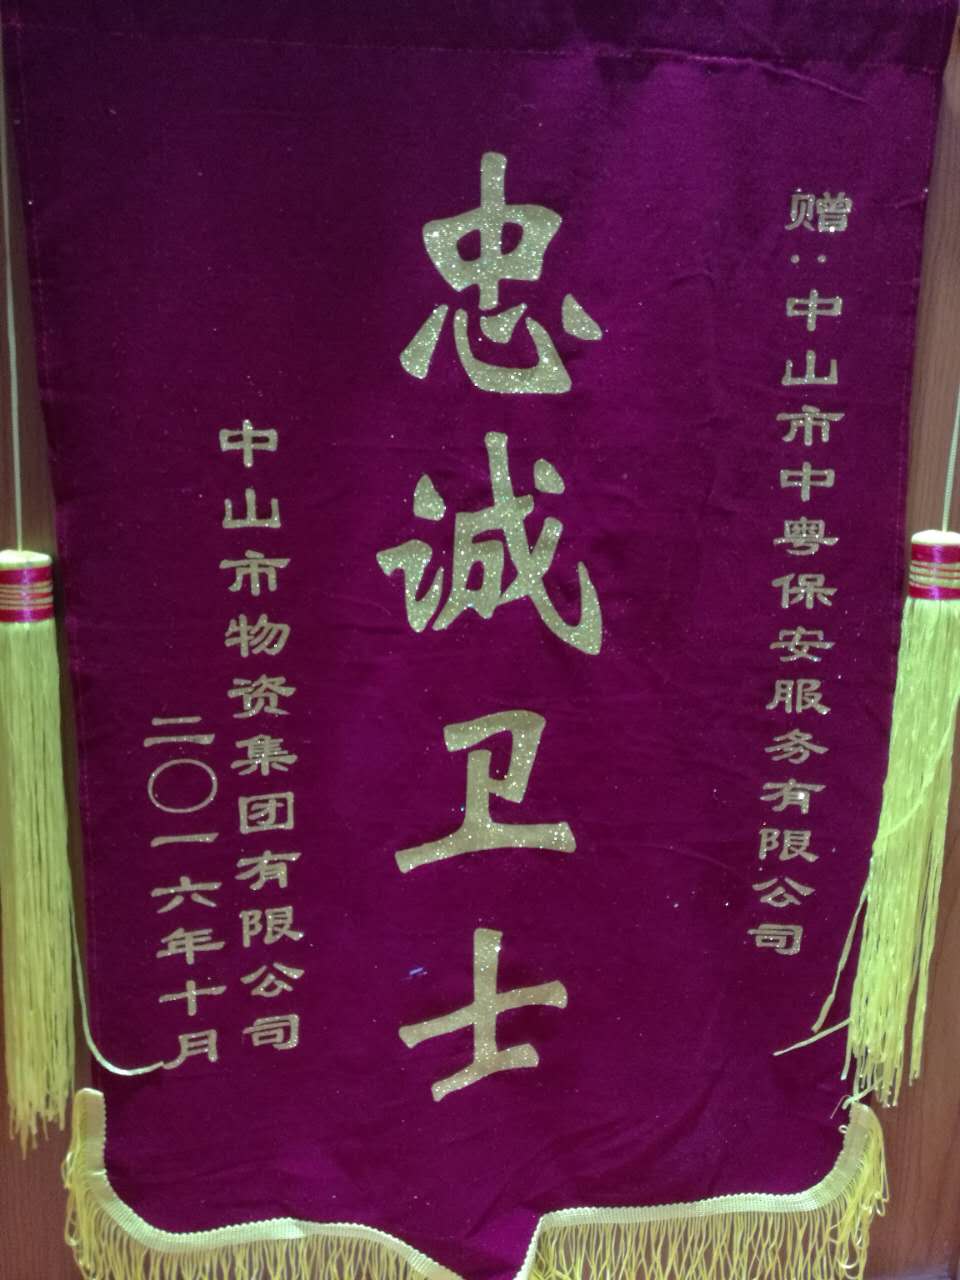 赠:中山市中粤保安服务有限公司
忠诚卫士
中山市物资集团有限公司
二〇一六年十月